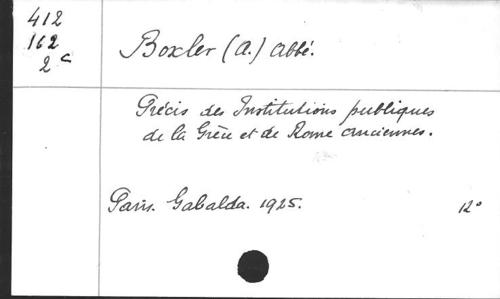 412
162
2 c
Boxler (A.) Abbé.
Précis des Institutions publiques
de la Grèce et de Rome anciennes.
Paris. Gabalda. 1925.
12°